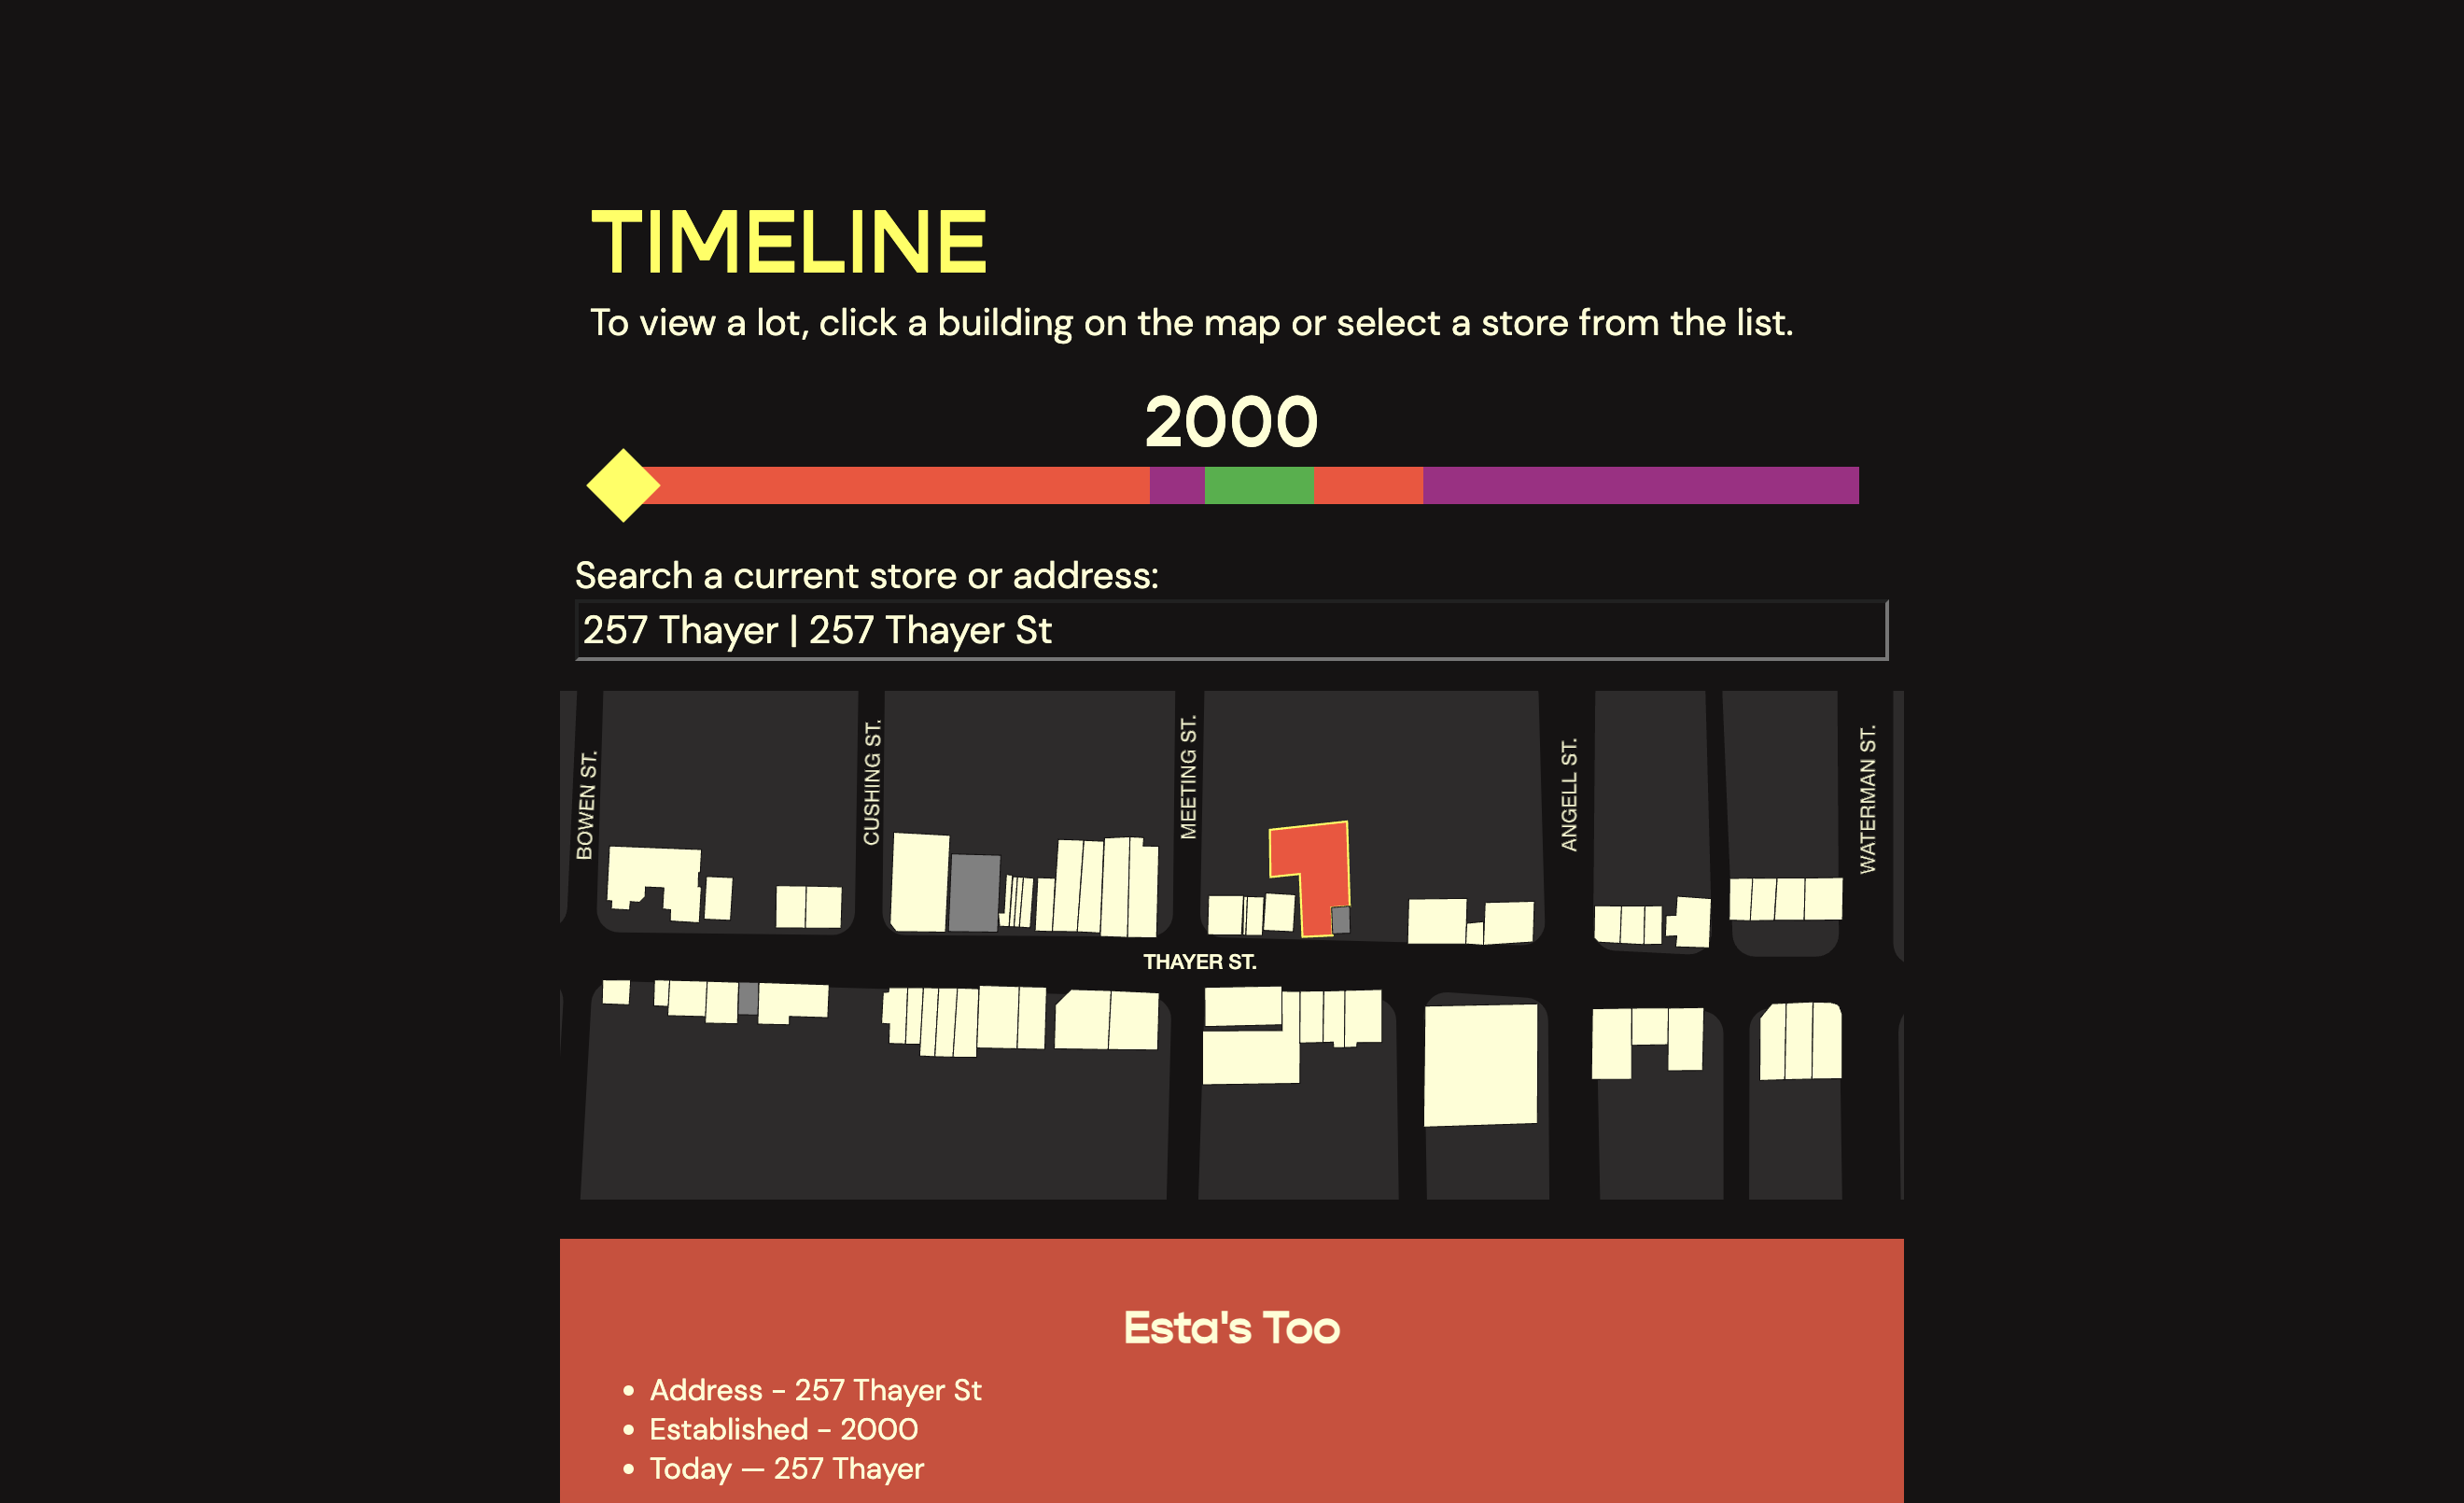 TIMELINE
To view a lot, click a building on the map or select a store from the list.
2000
Search a current store or address:
257 Thayer | 257 Thayer St
BOWEN ST.
CUSHING ST.
MEETING ST.
ANGELL ST.
WATERMAN ST.
THAYER ST.
Esta's Too
• Address - 257 Thayer St
• Established - 2000
• Today — 257 Thayer